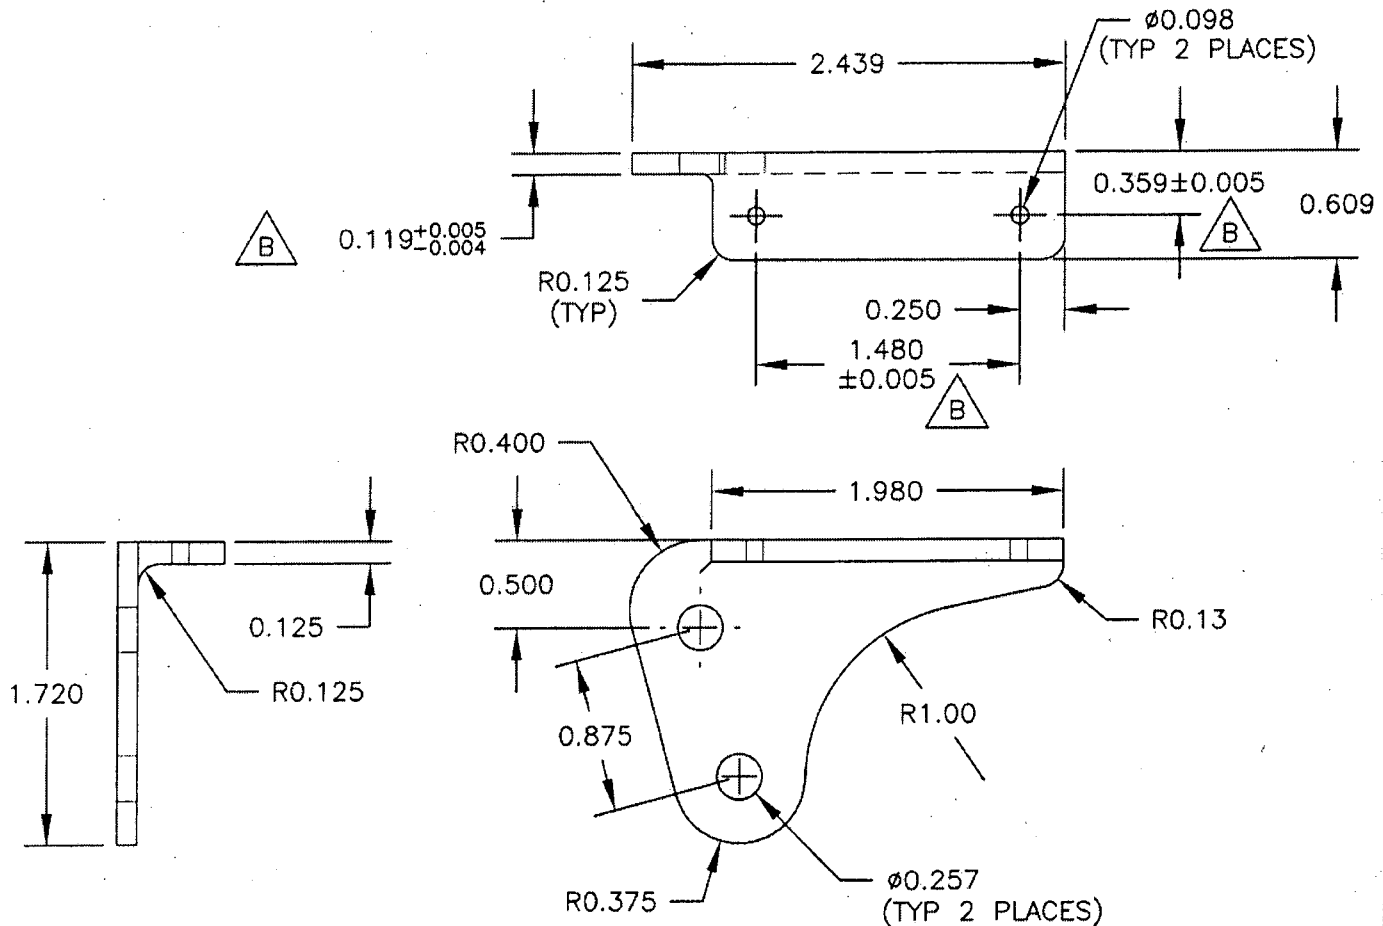 ø0.098
(TYP 2 PLACES)
2.439
0.359±0.005
0.609
B
0.119+0.005
-0.004
B
R0.125
(TYP)
0.250
1.480
±0.005
B
R0.400
1.980
0.500
0.125
R0.13
1.720
R0.125
R1.00
0.875
ø0.257
(TYP 2 PLACES)
R0.375